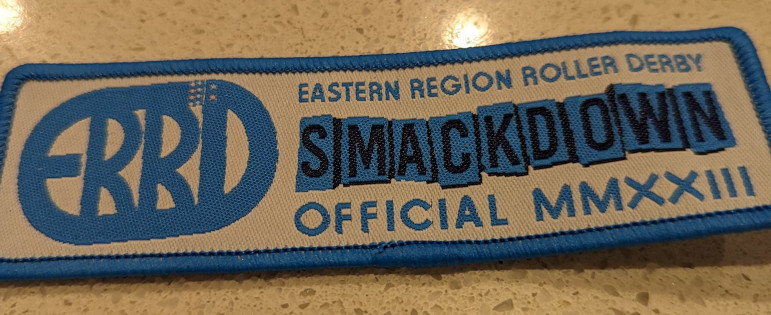 ERRD
EASTERN REGION ROLLER DERBY
SMACKDOWN
OFFICIAL MMXXIII